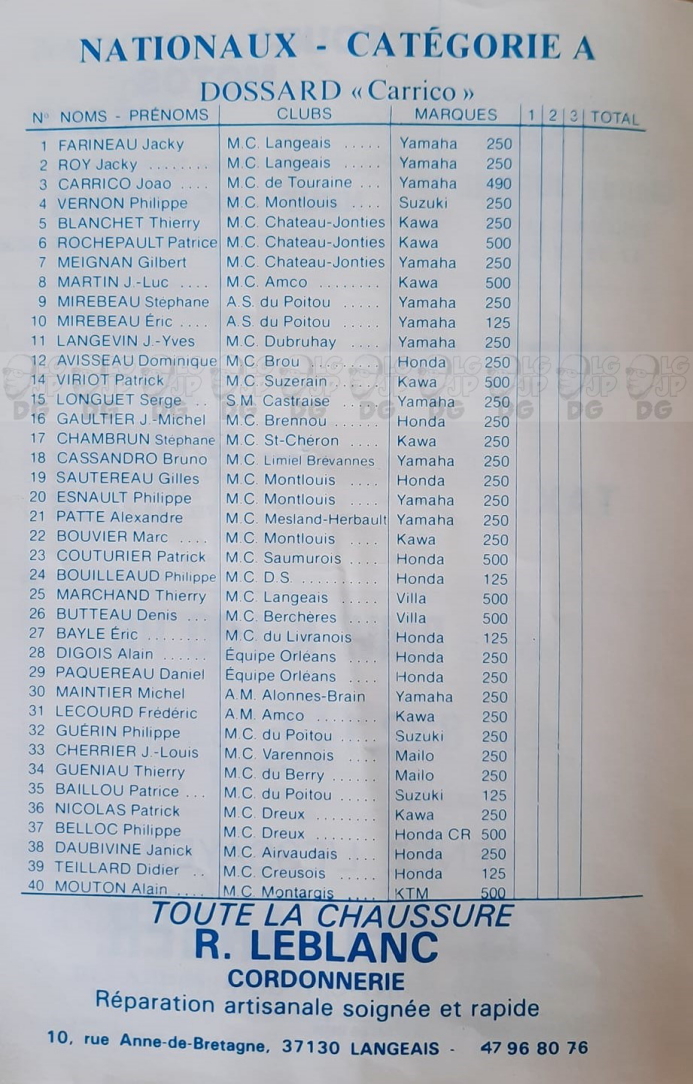 NATIONAUX - CATÉGORIE A
DOSSARD «Carrico»
N° NOMS - PRÉNOMS CLUBS MARQUES 1 2 3 TOTAL
1 FARINEAU Jacky M.C. Langeais ..... Yamaha 250
2 ROY Jacky ........ M.C. Langeais ..... Yamaha 250
3 CARRICO Joao .... M.C. de Touraine ... Yamaha 490
4 VERNON Philippe M.C. Montlouis .... Suzuki 250
5 BLANCHET Thierry M.C. Chateau-Jonties Kawa 250
6 ROCHEPAULT Patrice M.C. Chateau-Jonties Kawa 500
7 MEIGNAN Gilbert M.C. Chateau-Jonties Yamaha 250
8 MARTIN J.-Luc .... M.C. Amco ........ Kawa 500
9 MIREBEAU Stéphane A.S. du Poitou ..... Yamaha 250
10 MIREBEAU Éric .... A.S. du Poitou ..... Yamaha 125
11 LANGEVIN J.-Yves M.C. Dubruhay ..... Yamaha 250
12 AVISSEAU Dominique M.C. Brou ........ Honda 250
14 VIRIOT Patrick M.C. Suzerain ..... Kawa 500
15 LONGUET Serge .. S.M. Castraise .... Yamaha 250
16 GAULTIER J.-Michel M.C. Brennou ..... Honda 250
17 CHAMBRUN Stéphane M.C. St-Chéron .... Kawa 250
18 CASSANDRO Bruno M.C. Limiel Brévannes Yamaha 250
19 SAUTEREAU Gilles M.C. Montlouis .... Honda 250
20 ESNAULT Philippe M.C. Montlouis .... Yamaha 250
21 PATTE Alexandre M.C. Mesland-Herbault Yamaha 250
22 BOUVIER Marc .... M.C. Montlouis .... Kawa 250
23 COUTURIER Patrick M.C. Saumurois .... Honda 500
24 BOUILLEAUD Philippe M.C. D.S. .......... Honda 125
25 MARCHAND Thierry M.C. Langeais ..... Villa 500
26 BUTTEAU Denis ... M.C. Berchères .... Villa 500
27 BAYLE Éric ........ M.C. du Livranois Honda 125
28 DIGOIS Alain ...... Équipe Orléans .... Honda 250
29 PAQUEREAU Daniel Équipe Orléans .... Honda 250
30 MAINTIER Michel A.M. Alonnes-Brain Yamaha 250
31 LECOURD Frédéric A.M. Amco ........ Kawa 250
32 GUÉRIN Philippe M.C. du Poitou .... Suzuki 250
33 CHERRIER J.-Louis M.C. Varennois .... Mailo 250
34 GUENIAU Thierry M.C. du Berry ...... Mailo 250
35 BAILLOU Patrice ... M.C. du Poitou ..... Suzuki 125
36 NICOLAS Patrick M.C. Dreux ........ Kawa 250
37 BELLOC Philippe M.C. Dreux ........ Honda CR 500
38 DAUBIVINE Janick M.C. Airvaudais .... Honda 250
39 TEILLARD Didier .. M.C. Creusois ..... Honda 125
40 MOUTON Alain .... M.C. Montargis .... KTM 500
TOUTE LA CHAUSSURE
R. LEBLANC
CORDONNERIE
Réparation artisanale soignée et rapide
10, rue Anne-de-Bretagne, 37130 LANGEAIS - 47 96 80 76